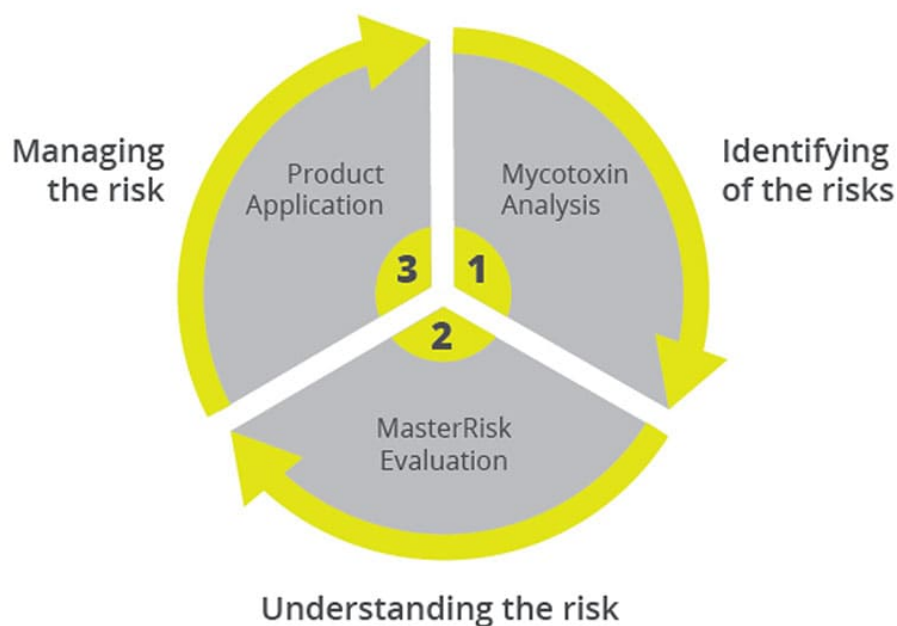 Managing
the risk
Product
Application
3
Mycotoxin
Analysis
1
Identifying
of the risks
2
MasterRisk
Evaluation
Understanding the risk